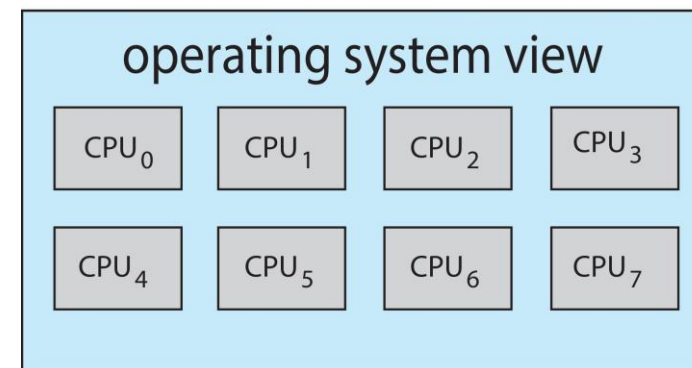 operating system view
CPU₀ CPU₁ CPU₂ CPU₃
CPU₄ CPU₅ CPU₆ CPU₇